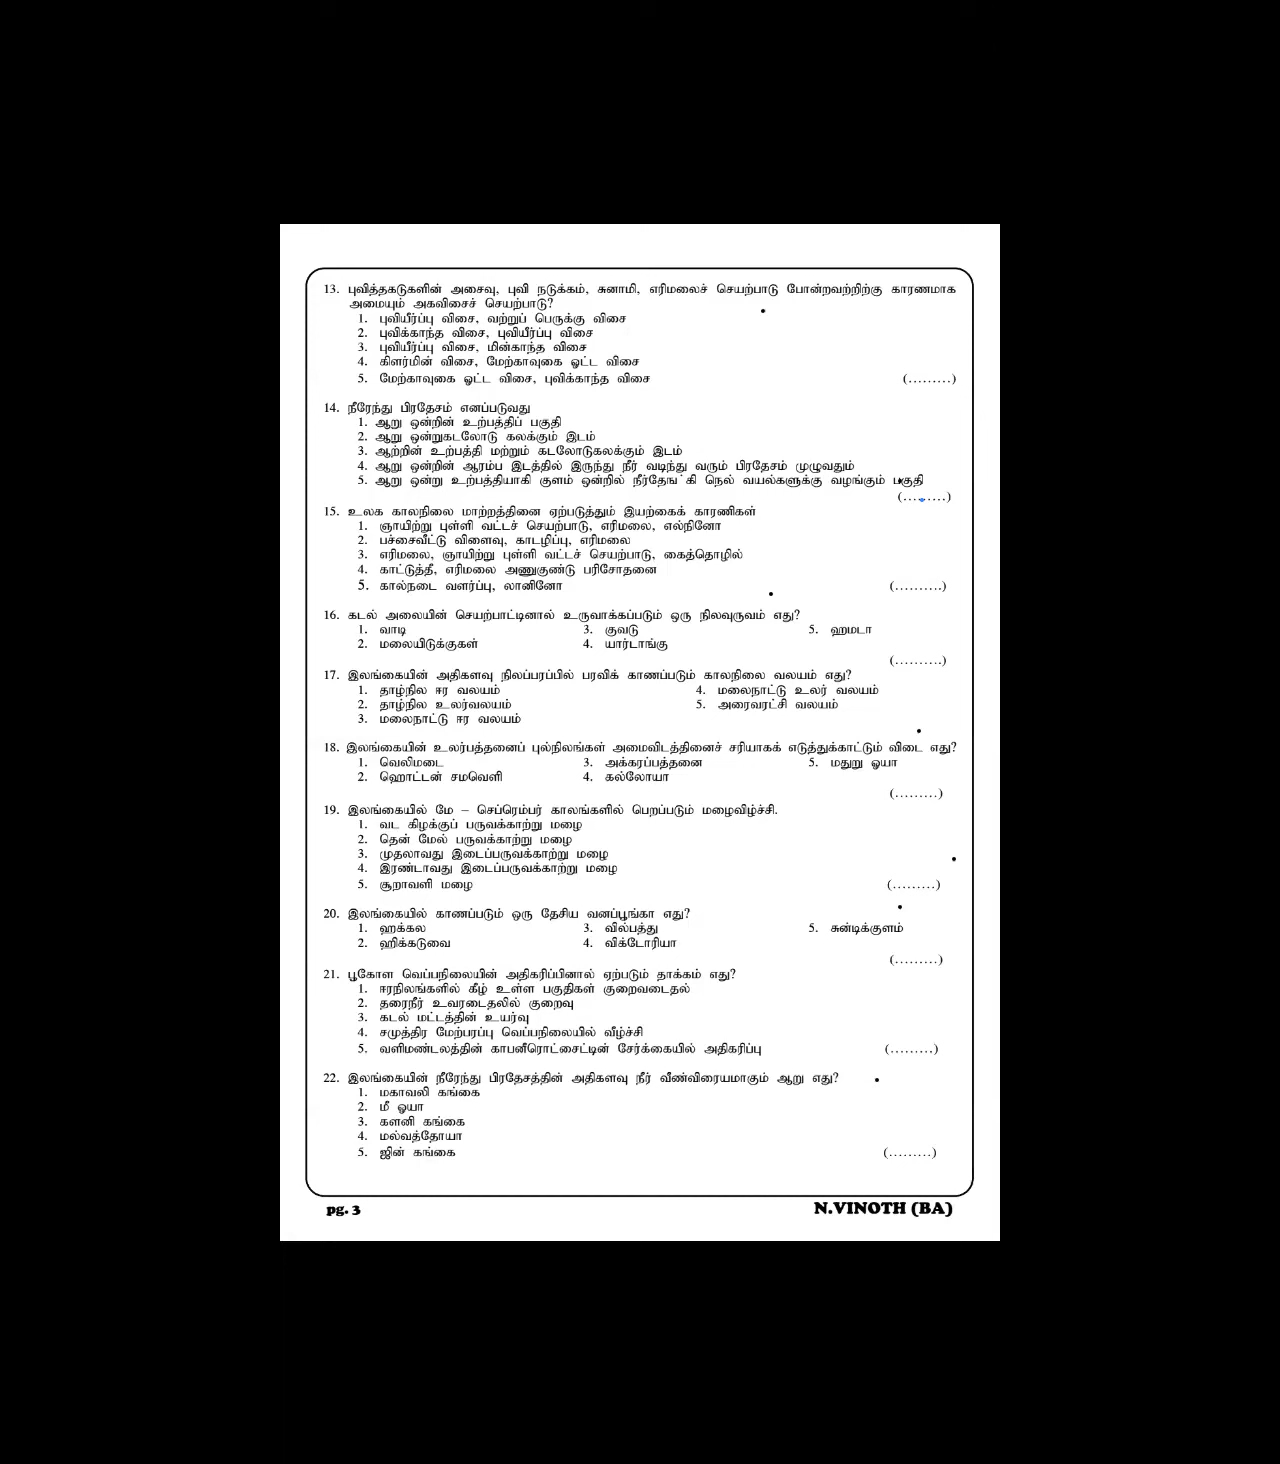 13. புவித்தகடுகளின் அசைவு, புவி நடுக்கம், சுனாமி, எரிமலைச் செயற்பாடு போன்றவற்றிற்கு காரணமாக
அமையும் அகவிசைச் செயற்பாடு?
1. புவியீர்ப்பு விசை, வற்றுப் பெருக்கு விசை
2. புவிக்காந்த விசை, புவியீர்ப்பு விசை
3. புவியீர்ப்பு விசை, மின்காந்த விசை
4. கிளர்மின் விசை, மேற்காவுகை ஓட்ட விசை
5. மேற்காவுகை ஓட்ட விசை, புவிக்காந்த விசை (.........)
14. நீரேந்து பிரதேசம் எனப்படுவது
1. ஆறு ஒன்றின் உற்பத்திப் பகுதி
2. ஆறு ஒன்றுகடலோடு கலக்கும் இடம்
3. ஆற்றின் உற்பத்தி மற்றும் கடலோடுகலக்கும் இடம்
4. ஆறு ஒன்றின் ஆரம்ப இடத்தில் இருந்து நீர் வடிந்து வரும் பிரதேசம் முழுவதும்
5. ஆறு ஒன்று உற்பத்தியாகி குளம் ஒன்றில் நீர்தேங்கி நெல் வயல்களுக்கு வழங்கும் பகுதி
(.........)
15. உலக காலநிலை மாற்றத்தினை ஏற்படுத்தும் இயற்கைக் காரணிகள்
1. ஞாயிற்று புள்ளி வட்டச் செயற்பாடு, எரிமலை, எல்நினோ
2. பச்சைவீட்டு விளைவு, காடழிப்பு, எரிமலை
3. எரிமலை, ஞாயிற்று புள்ளி வட்டச் செயற்பாடு, கைத்தொழில்
4. காட்டுத்தீ, எரிமலை அணுகுண்டு பரிசோதனை
5. கால்நடை வளர்ப்பு, லானினோ (..........)
16. கடல் அலையின் செயற்பாட்டினால் உருவாக்கப்படும் ஒரு நிலவுருவம் எது?
1. வாடி 3. குவடு 5. ஹமடா
2. மலையிடுக்குகள் 4. யார்டாங்கு
(..........)
17. இலங்கையின் அதிகளவு நிலப்பரப்பில் பரவிக் காணப்படும் காலநிலை வலயம் எது?
1. தாழ்நில ஈர வலயம் 4. மலைநாட்டு உலர் வலயம்
2. தாழ்நில உலர்வலயம் 5. அரைவரட்சி வலயம்
3. மலைநாட்டு ஈர வலயம்
18. இலங்கையின் உலர்பத்தனைப் புல்நிலங்கள் அமைவிடத்தினைச் சரியாகக் எடுத்துக்காட்டும் விடை எது?
1. வெலிமடை 3. அக்கரப்பத்தனை 5. மதுறு ஓயா
2. ஹொட்டன் சமவெளி 4. கல்லோயா
(.........)
19. இலங்கையில் மே – செப்ரெம்பர் காலங்களில் பெறப்படும் மழைவிழ்ச்சி.
1. வட கிழக்குப் பருவக்காற்று மழை
2. தென் மேல் பருவக்காற்று மழை
3. முதலாவது இடைப்பருவக்காற்று மழை
4. இரண்டாவது இடைப்பருவக்காற்று மழை
5. சூறாவளி மழை (.........)
20. இலங்கையில் காணப்படும் ஒரு தேசிய வனப்பூங்கா எது?
1. ஹக்கல 3. வில்பத்து 5. சுன்டிக்குளம்
2. ஹிக்கடுவை 4. விக்டோரியா
(.........)
21. பூகோள வெப்பநிலையின் அதிகரிப்பினால் ஏற்படும் தாக்கம் எது?
1. ஈரநிலங்களில் கீழ் உள்ள பகுதிகள் குறைவடைதல்
2. தரைநீர் உவரடைதலில் குறைவு
3. கடல் மட்டத்தின் உயர்வு
4. சமுத்திர மேற்பரப்பு வெப்பநிலையில் வீழ்ச்சி
5. வளிமண்டலத்தின் காபனீரொட்சைட்டின் சேர்க்கையில் அதிகரிப்பு (.........)
22. இலங்கையின் நீரேந்து பிரதேசத்தின் அதிகளவு நீர் வீண்விரையமாகும் ஆறு எது?
1. மகாவலி கங்கை
2. மீ ஓயா
3. களனி கங்கை
4. மல்வத்தோயா
5. ஜின் கங்கை (.........)
pg. 3 N.VINOTH (BA)